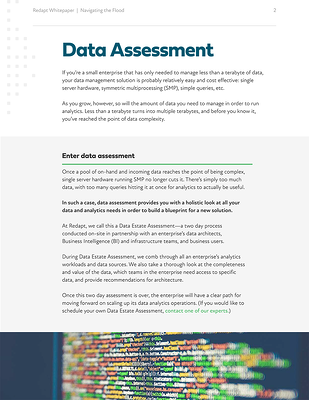 Redapt Whitepaper | Navigating the Flood
2
Data Assessment
If you're a small enterprise that has only needed to manage less than a terabyte of data,
your data management solution is probably relatively easy and cost effective: single
server hardware, symmetric multiprocessing (SMP), simple queries, etc.
As you grow, however, so will the amount of data you need to manage in order to run
analytics. Less than a terabyte turns into multiple terabytes, and before you know it,
you've reached the point of data complexity.
Enter data assessment
Once a pool of on-hand and incoming data reaches the point of being complex,
single server hardware running SMP no longer cuts it. There's simply too much
data, with too many queries hitting it at once for analytics to actually be useful.
In such a case, data assessment provides you with a holistic look at all your
data and analytics needs in order to build a blueprint for a new solution.
At Redapt, we call this a Data Estate Assessment—a two day process
conducted on-site in partnership with an enterprise's data architects,
Business Intelligence (BI) and infrastructure teams, and business users.
During Data Estate Assessment, we comb through all an enterprise's analytics
workloads and data sources. We also take a thorough look at the completeness
and value of the data, which teams in the enterprise need access to specific
data, and provide recommendations for architecture.
Once this two day assessment is over, the enterprise will have a clear path for
moving forward on scaling up its data analytics operations. (If you would like to
schedule your own Data Estate Assessment, contact one of our experts.)